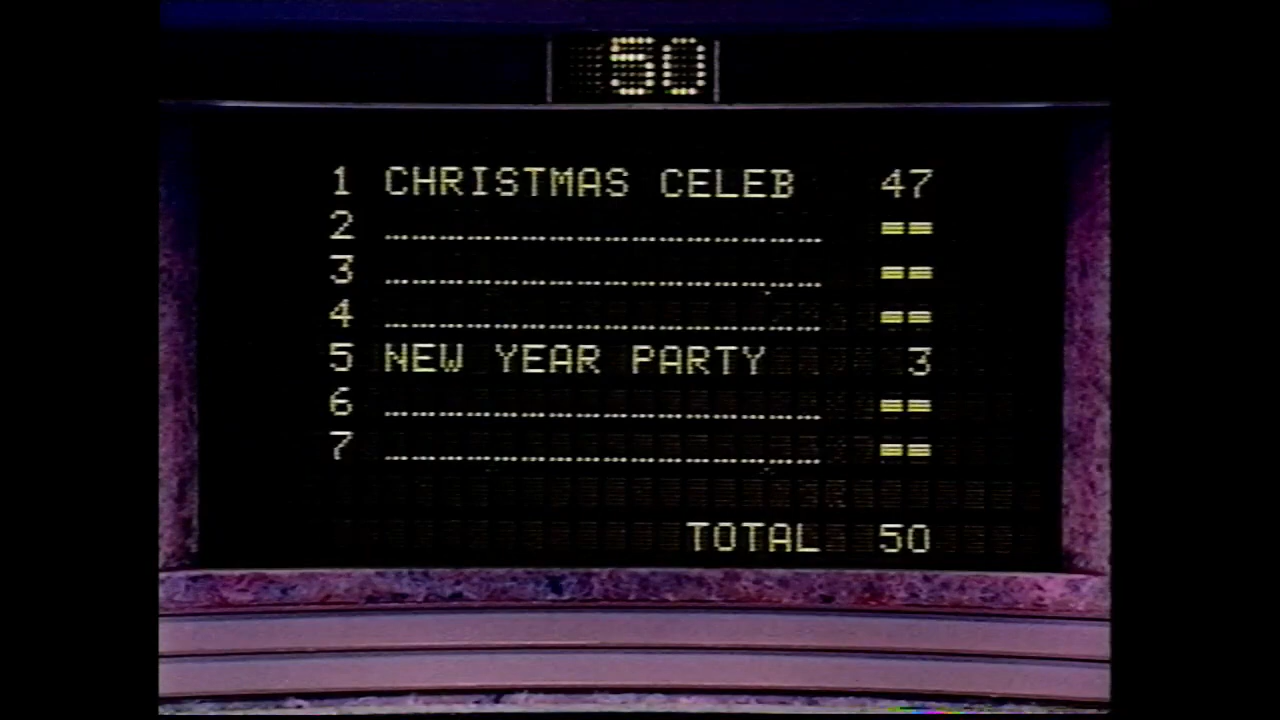 50
1 CHRISTMAS CELEB 47
2 ........................ ==
3 ........................ ==
4 ........................ ==
5 NEW YEAR PARTY 3
6 ........................ ==
7 ........................ ==
TOTAL 50